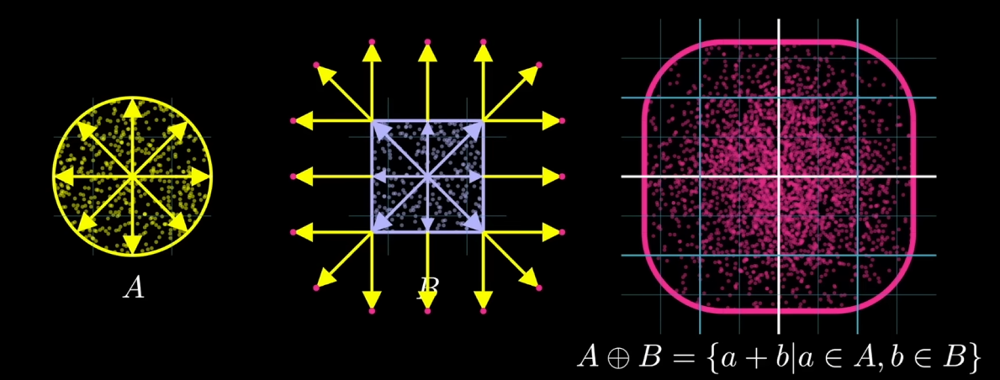 A
B
A ⊕ B = {a + b|a ∈ A, b ∈ B}